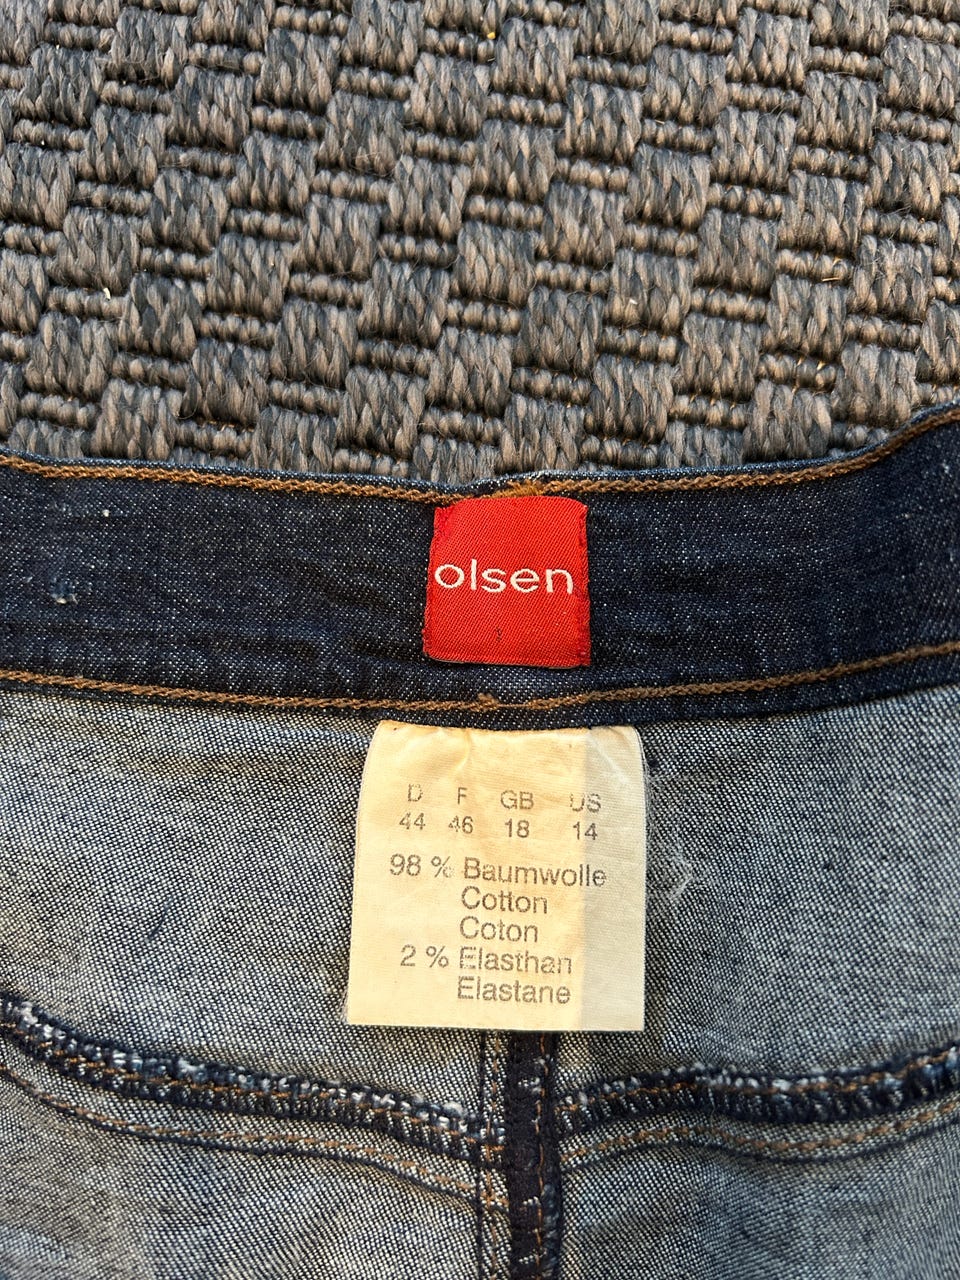 olsen
D F GB US
44 46 18 14
98 % Baumwolle
Cotton
Coton
2 % Elasthan
Elastane